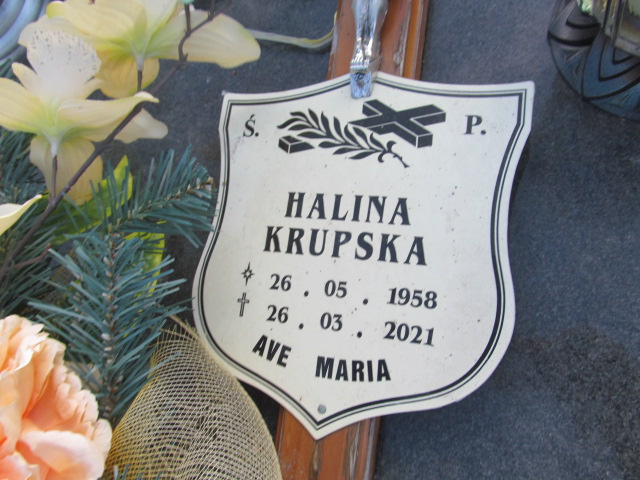 Ś. P.
HALINA
KRUPSKA
26 . 05 . 1958
26 . 03 . 2021
AVE MARIA